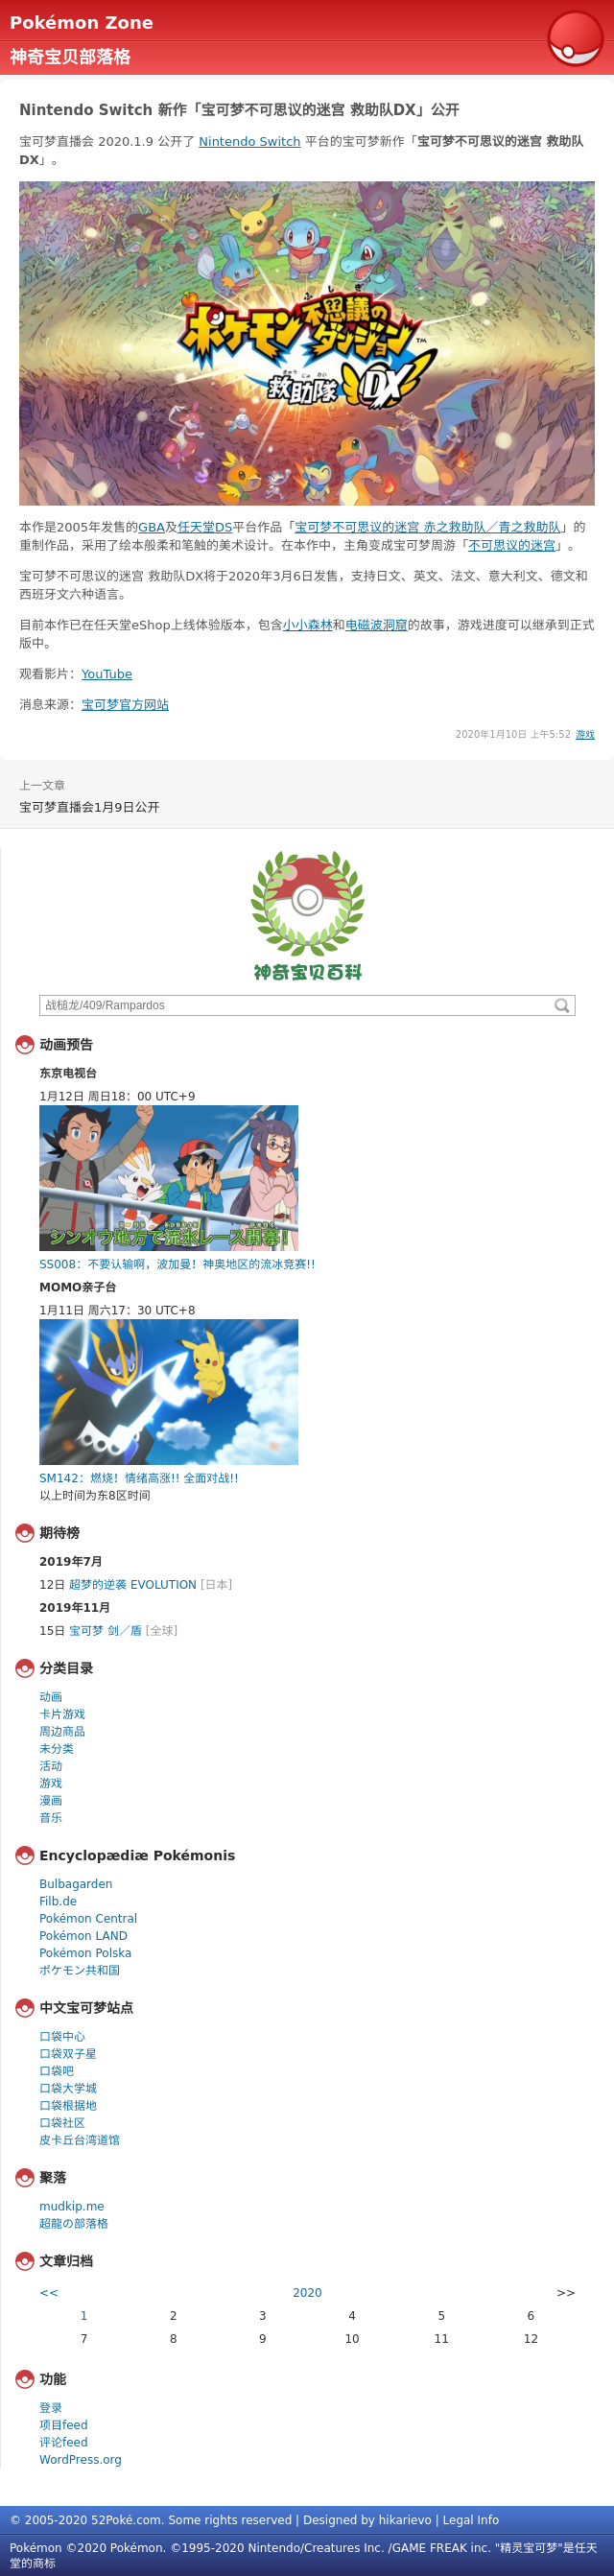 Pokémon Zone
神奇宝贝部落格
Nintendo Switch 新作「宝可梦不可思议的迷宫 救助队DX」公开
宝可梦直播会 2020.1.9 公开了 Nintendo Switch 平台的宝可梦新作「宝可梦不可思议的迷宫 救助队
DX」。
ポケモン不思議のダンジョン
ふしぎ
TM
きゅうじょたい
救助隊DX
本作是2005年发售的GBA及任天堂DS平台作品「宝可梦不可思议的迷宫 赤之救助队／青之救助队」的
重制作品，采用了绘本般柔和笔触的美术设计。在本作中，主角变成宝可梦周游「不可思议的迷宫」。
宝可梦不可思议的迷宫 救助队DX将于2020年3月6日发售，支持日文、英文、法文、意大利文、德文和
西班牙文六种语言。
目前本作已在任天堂eShop上线体验版本，包含小小森林和电磁波洞窟的故事，游戏进度可以继承到正式
版中。
观看影片：YouTube
消息来源：宝可梦官方网站
2020年1月10日 上午5:52 游戏
上一文章
宝可梦直播会1月9日公开
神奇宝贝百科
战槌龙/409/Rampardos
动画预告
东京电视台
1月12日 周日18：00 UTC+9
シンオウ地方で流氷レース開幕！
SS008：不要认输啊，波加曼！神奥地区的流冰竞赛!!
MOMO亲子台
1月11日 周六17：30 UTC+8
SM142：燃烧！情绪高涨!! 全面对战!!
以上时间为东8区时间
期待榜
2019年7月
12日 超梦的逆袭 EVOLUTION [日本]
2019年11月
15日 宝可梦 剑／盾 [全球]
分类目录
动画
卡片游戏
周边商品
未分类
活动
游戏
漫画
音乐
Encyclopædiæ Pokémonis
Bulbagarden
Filb.de
Pokémon Central
Pokémon LAND
Pokémon Polska
ポケモン共和国
中文宝可梦站点
口袋中心
口袋双子星
口袋吧
口袋大学城
口袋根据地
口袋社区
皮卡丘台湾道馆
聚落
mudkip.me
超龍の部落格
文章归档
<< 2020 >>
1 2 3 4 5 6
7 8 9 10 11 12
功能
登录
项目feed
评论feed
WordPress.org
© 2005-2020 52Poké.com. Some rights reserved | Designed by hikarievo | Legal Info
Pokémon ©2020 Pokémon. ©1995-2020 Nintendo/Creatures Inc. /GAME FREAK inc. "精灵宝可梦"是任天
堂的商标